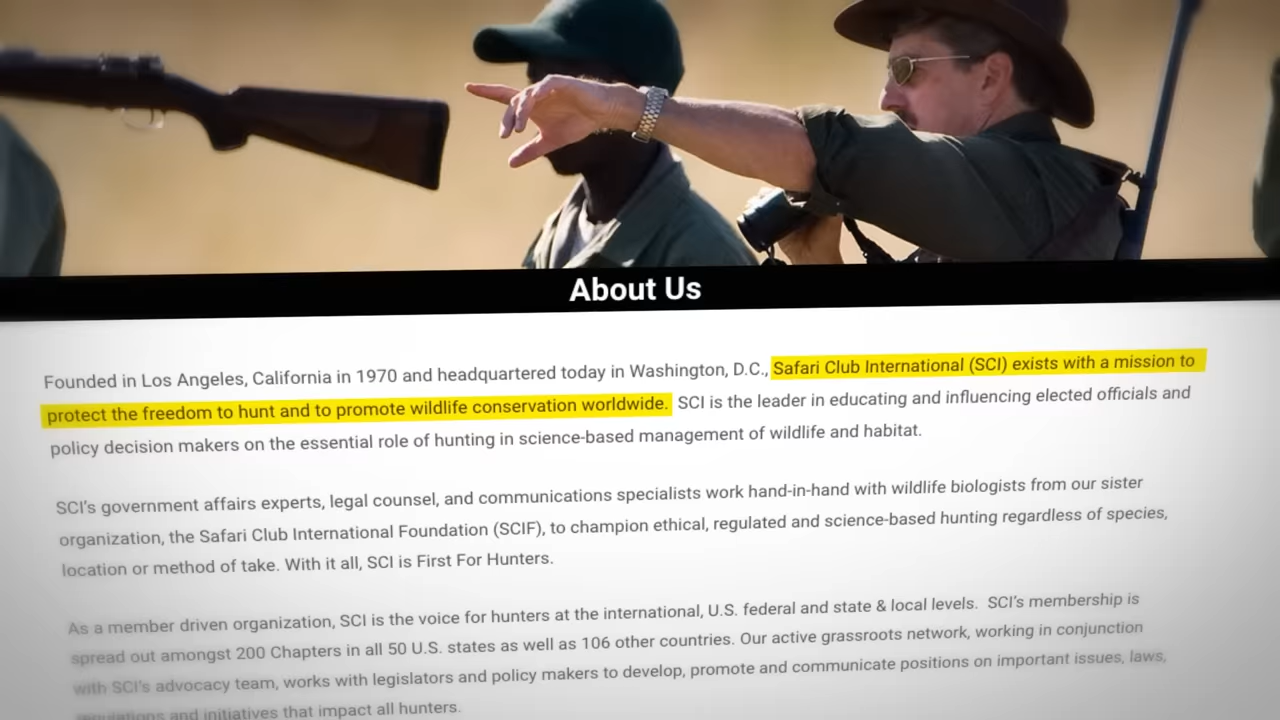 About Us
Founded in Los Angeles, California in 1970 and headquartered today in Washington, D.C., Safari Club International (SCI) exists with a mission to
protect the freedom to hunt and to promote wildlife conservation worldwide. SCI is the leader in educating and influencing elected officials and
policy decision makers on the essential role of hunting in science-based management of wildlife and habitat.
SCI's government affairs experts, legal counsel, and communications specialists work hand-in-hand with wildlife biologists from our sister
organization, the Safari Club International Foundation (SCIF), to champion ethical, regulated and science-based hunting regardless of species,
location or method of take. With it all, SCI is First For Hunters.
As a member driven organization, SCI is the voice for hunters at the international, U.S. federal and state & local levels. SCI's membership is
spread out amongst 200 Chapters in all 50 U.S. states as well as 106 other countries. Our active grassroots network, working in conjunction
with SCI's advocacy team, works with legislators and policy makers to develop, promote and communicate positions on important issues, laws,
regulations and initiatives that impact all hunters.